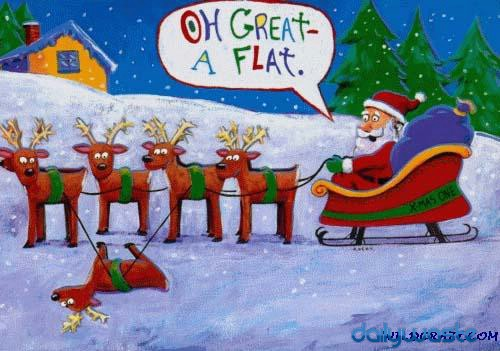 OH GREAT-
A FLAT.
X-MAS ONE